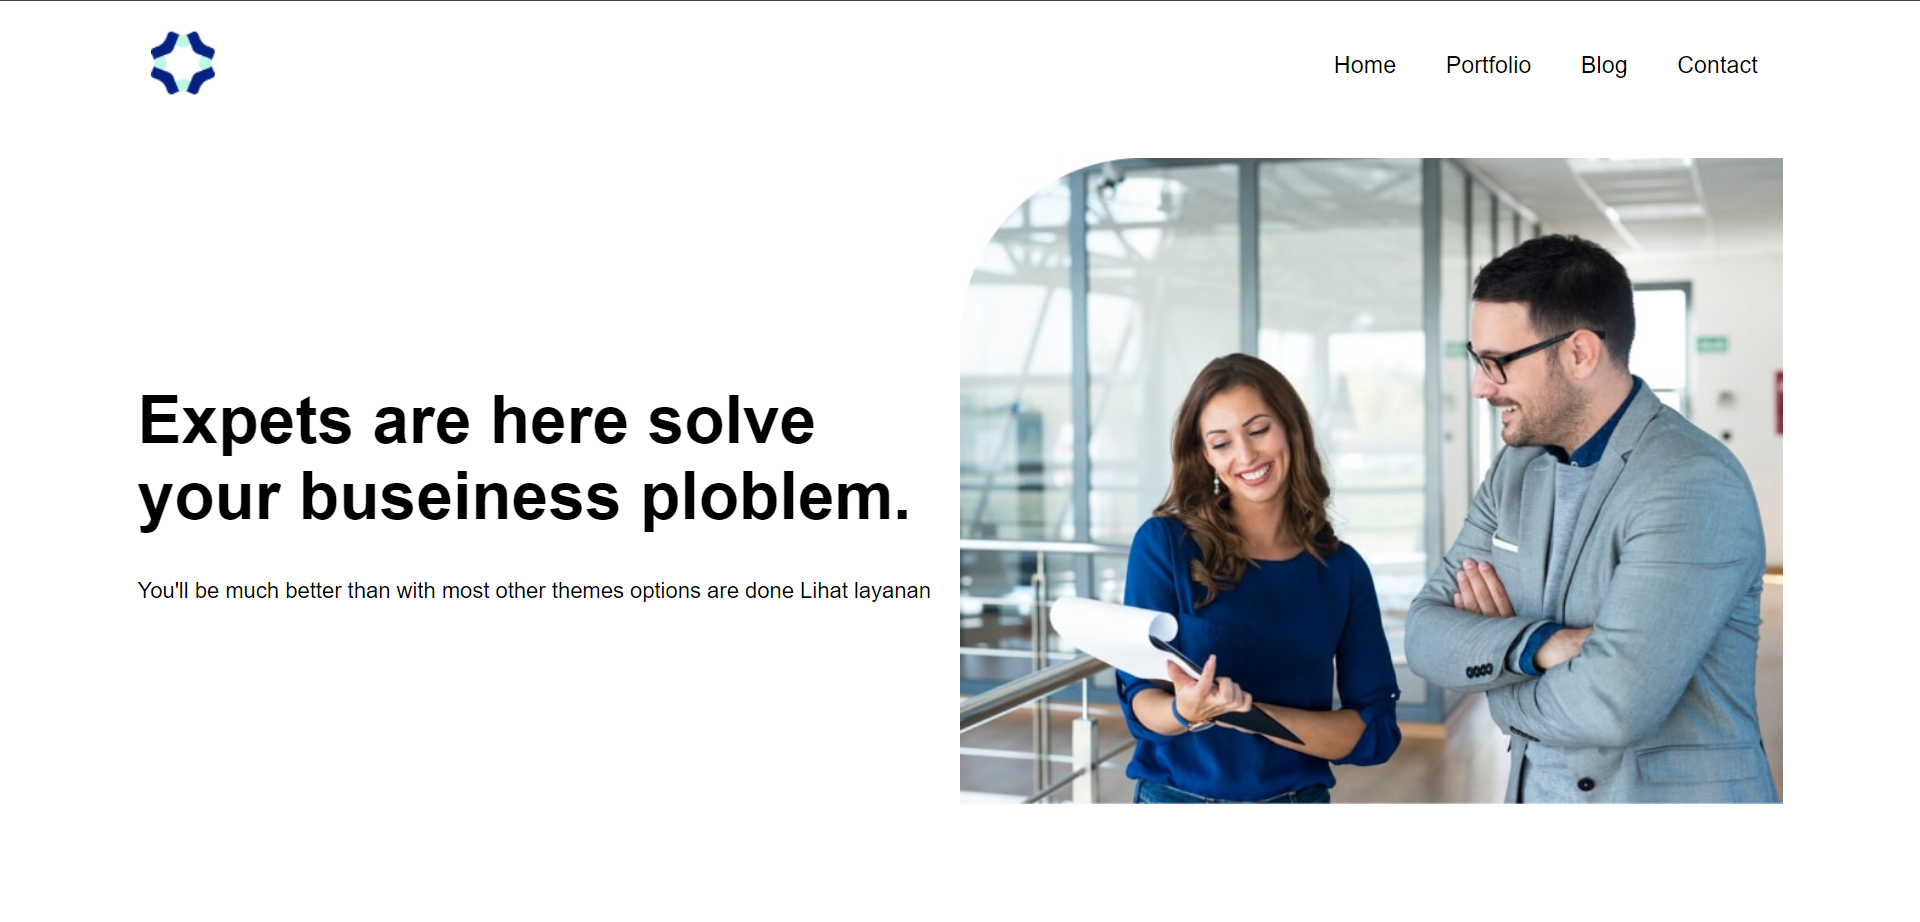 Home Portfolio Blog Contact
Expets are here solve
your buseiness ploblem.
You'll be much better than with most other themes options are done Lihat layanan